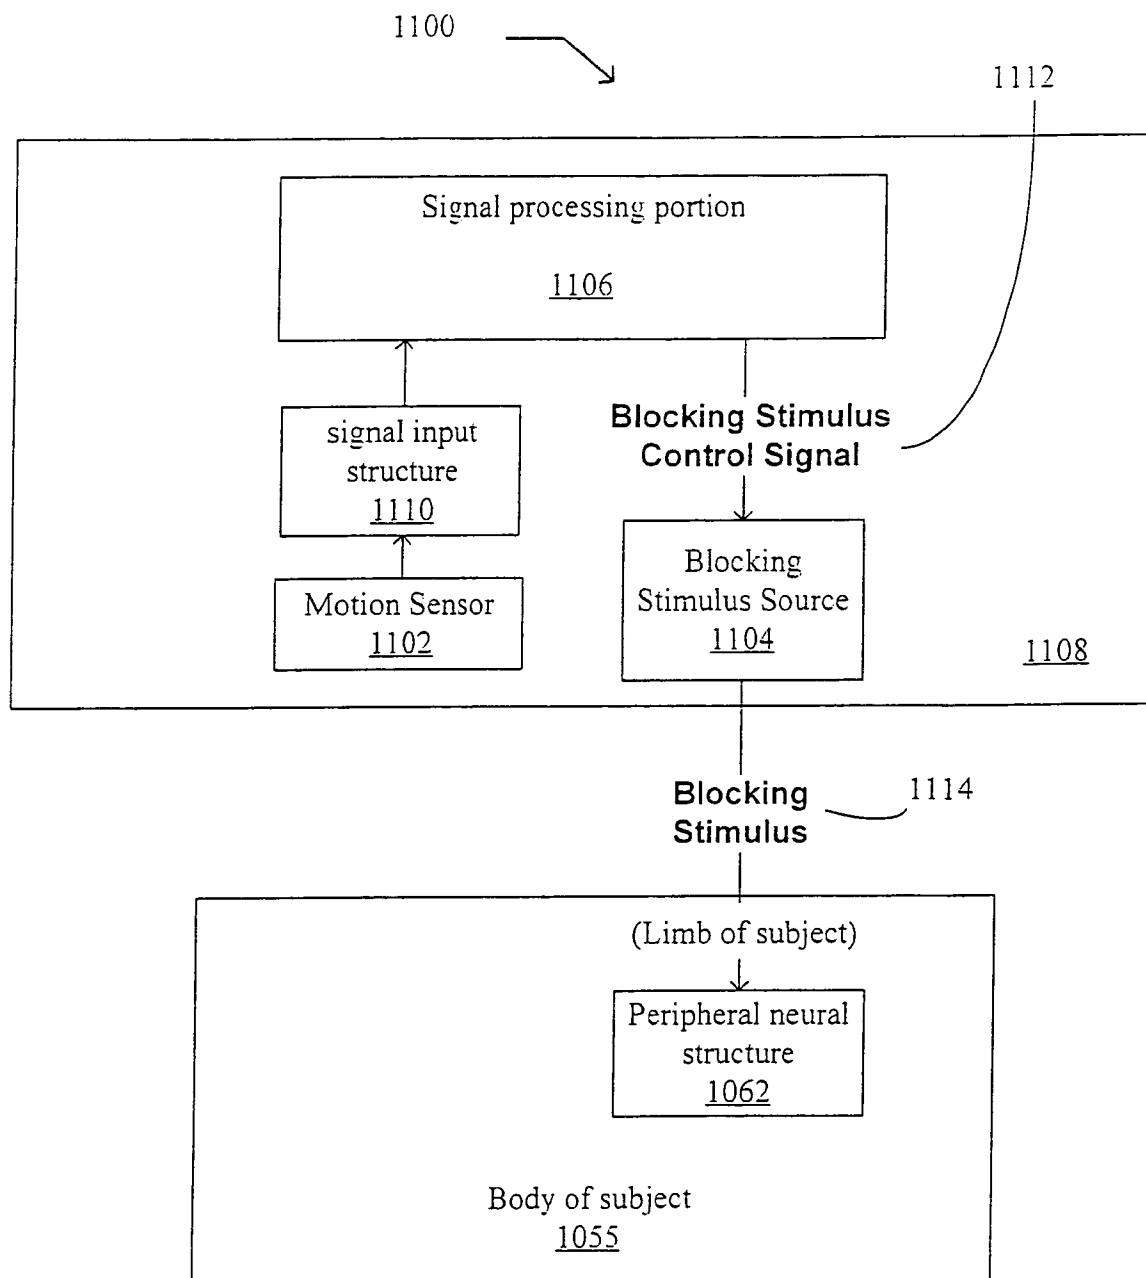 1100
1112
Signal processing portion
1106
Blocking Stimulus
Control Signal
signal input
structure
1110
Motion Sensor
1102
Blocking
Stimulus Source
1104
1108
Blocking
Stimulus
1114
(Limb of subject)
Peripheral neural
structure
1062
Body of subject
1055